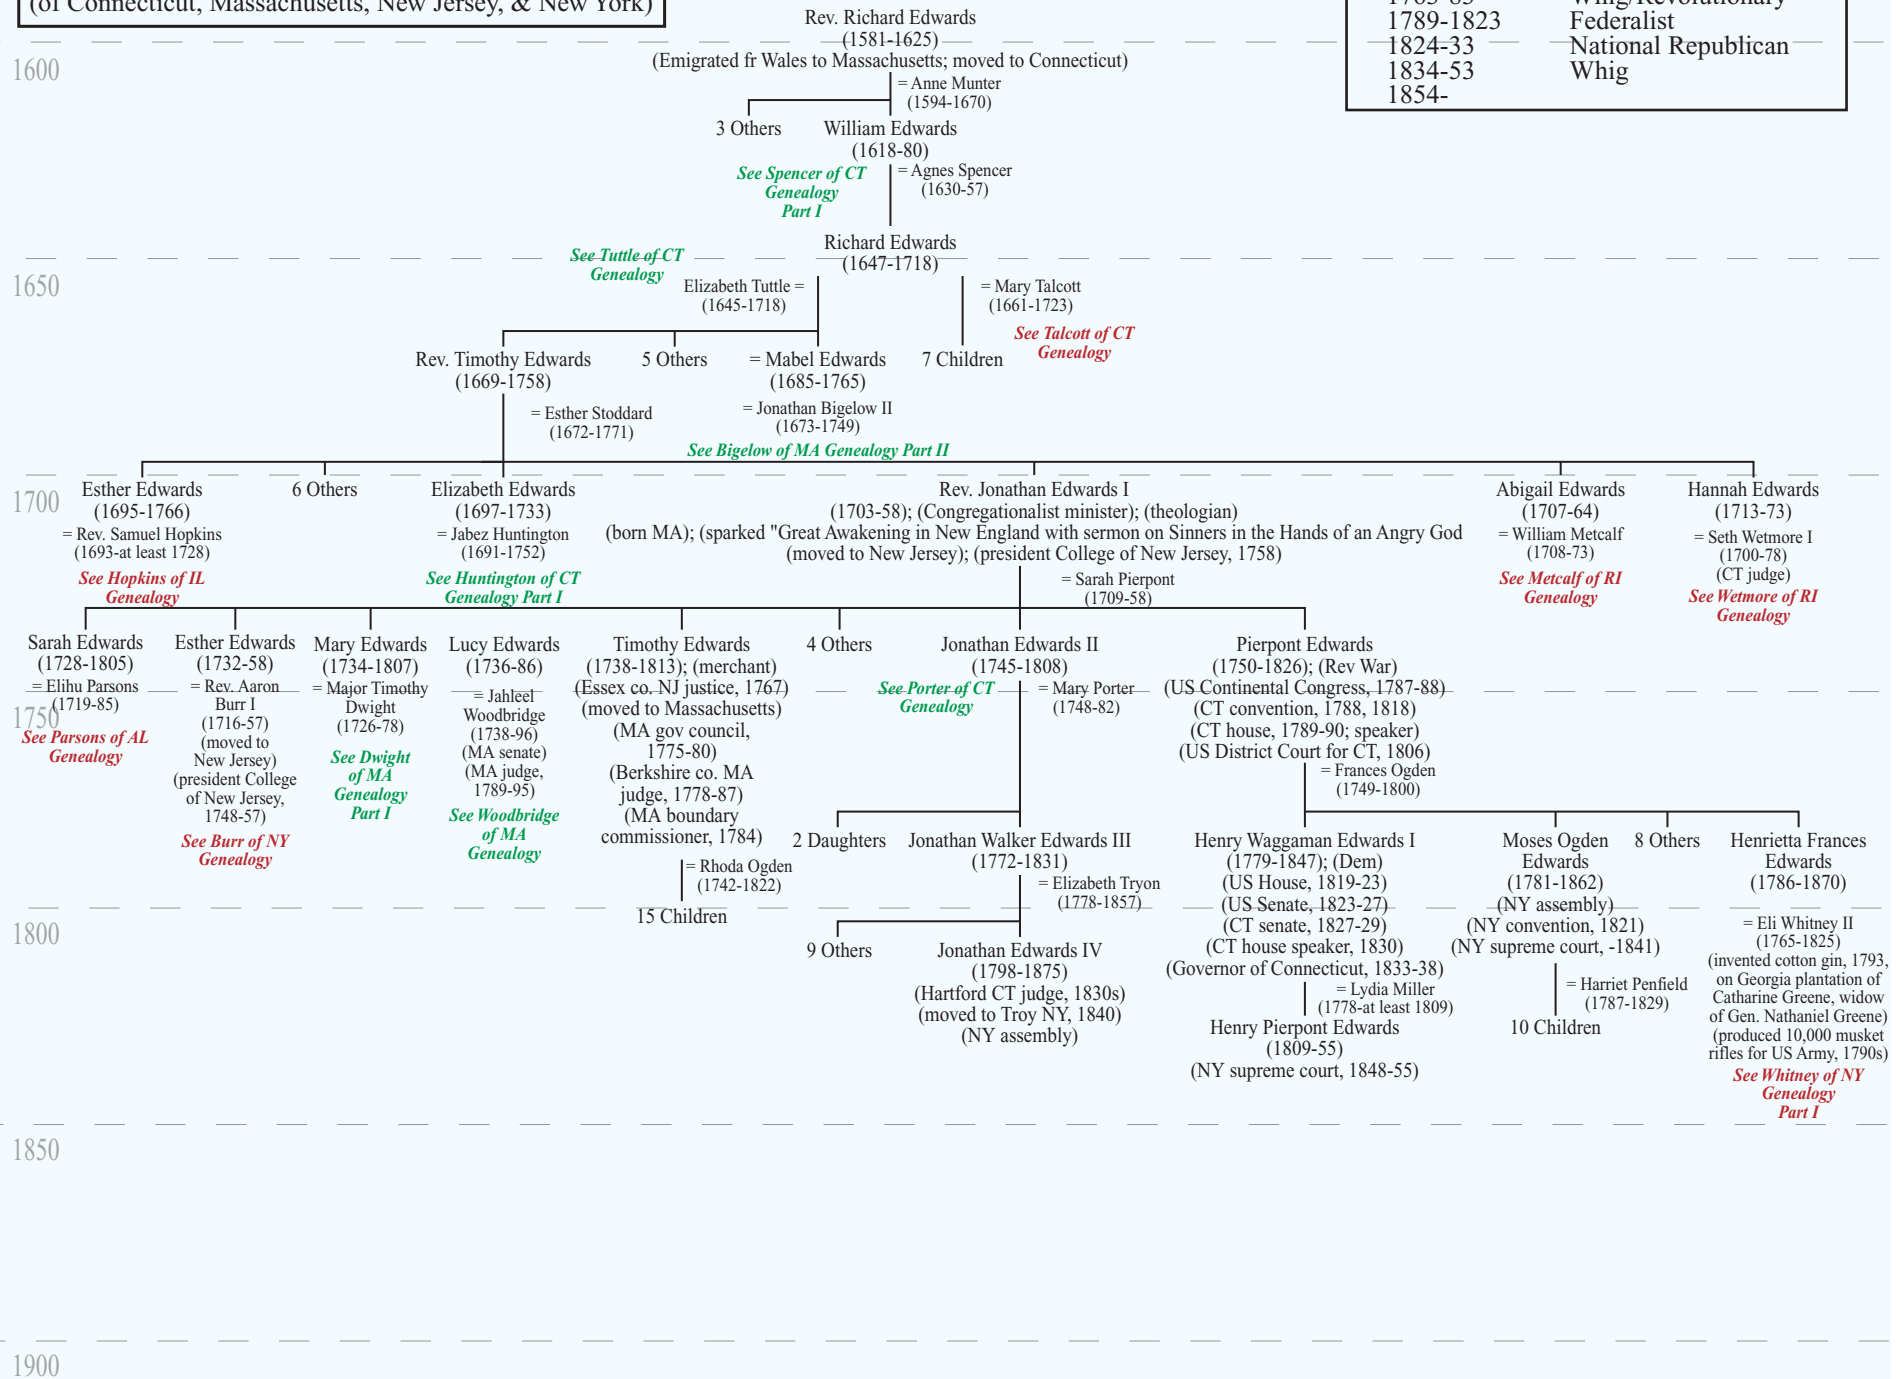 (of Connecticut, Massachusetts, New Jersey, & New York)
1763-83 Whig/Revolutionary
1789-1823 Federalist
1824-33 National Republican
1834-53 Whig
1854-
Rev. Richard Edwards
(1581-1625)
(Emigrated fr Wales to Massachusetts; moved to Connecticut)
= Anne Munter
(1594-1670)
3 Others
William Edwards
(1618-80)
See Spencer of CT
Genealogy
Part I
= Agnes Spencer
(1630-57)
Richard Edwards
(1647-1718)
See Tuttle of CT
Genealogy
Elizabeth Tuttle =
(1645-1718)
= Mary Talcott
(1661-1723)
See Talcott of CT
Genealogy
Rev. Timothy Edwards
(1669-1758)
5 Others
= Mabel Edwards
(1685-1765)
7 Children
= Esther Stoddard
(1672-1771)
= Jonathan Bigelow II
(1673-1749)
See Bigelow of MA Genealogy Part II
Esther Edwards
(1695-1766)
= Rev. Samuel Hopkins
(1693-at least 1728)
See Hopkins of IL
Genealogy
6 Others
Elizabeth Edwards
(1697-1733)
= Jabez Huntington
(1691-1752)
See Huntington of CT
Genealogy Part I
Rev. Jonathan Edwards I
(1703-58); (Congregationalist minister); (theologian)
(born MA); (sparked "Great Awakening in New England with sermon on Sinners in the Hands of an Angry God
(moved to New Jersey); (president College of New Jersey, 1758)
= Sarah Pierpont
(1709-58)
Abigail Edwards
(1707-64)
= William Metcalf
(1708-73)
See Metcalf of RI
Genealogy
Hannah Edwards
(1713-73)
= Seth Wetmore I
(1700-78)
(CT judge)
See Wetmore of RI
Genealogy
Sarah Edwards
(1728-1805)
= Elihu Parsons
(1719-85)
See Parsons of AL
Genealogy
Esther Edwards
(1732-58)
= Rev. Aaron
Burr I
(1716-57)
(moved to
New Jersey)
(president College
of New Jersey,
1748-57)
See Burr of NY
Genealogy
Mary Edwards
(1734-1807)
= Major Timothy
Dwight
(1726-78)
See Dwight
of MA
Genealogy
Part I
Lucy Edwards
(1736-86)
= Jahleel
Woodbridge
(1738-96)
(MA senate)
(MA judge,
1789-95)
See Woodbridge
of MA
Genealogy
Timothy Edwards
(1738-1813); (merchant)
(Essex co. NJ justice, 1767)
(moved to Massachusetts)
(MA gov council,
1775-80)
(Berkshire co. MA
judge, 1778-87)
(MA boundary
commissioner, 1784)
= Rhoda Ogden
(1742-1822)
15 Children
4 Others
Jonathan Edwards II
(1745-1808)
See Porter of CT
Genealogy
= Mary Porter
(1748-82)
Pierpont Edwards
(1750-1826); (Rev War)
(US Continental Congress, 1787-88)
(CT convention, 1788, 1818)
(CT house, 1789-90; speaker)
(US District Court for CT, 1806)
= Frances Ogden
(1749-1800)
2 Daughters
Jonathan Walker Edwards III
(1772-1831)
= Elizabeth Tryon
(1778-1857)
9 Others
Jonathan Edwards IV
(1798-1875)
(Hartford CT judge, 1830s)
(moved to Troy NY, 1840)
(NY assembly)
Henry Waggaman Edwards I
(1779-1847); (Dem)
(US House, 1819-23)
(US Senate, 1823-27)
(CT senate, 1827-29)
(CT house speaker, 1830)
(Governor of Connecticut, 1833-38)
= Lydia Miller
(1778-at least 1809)
Henry Pierpont Edwards
(1809-55)
(NY supreme court, 1848-55)
Moses Ogden
Edwards
(1781-1862)
(NY assembly)
(NY convention, 1821)
(NY supreme court, -1841)
= Harriet Penfield
(1787-1829)
10 Children
8 Others
Henrietta Frances
Edwards
(1786-1870)
= Eli Whitney II
(1765-1825)
(invented cotton gin, 1793,
on Georgia plantation of
Catharine Greene, widow
of Gen. Nathaniel Greene)
(produced 10,000 musket
rifles for US Army, 1790s)
See Whitney of NY
Genealogy
Part I
1600
1650
1700
1750
1800
1850
1900